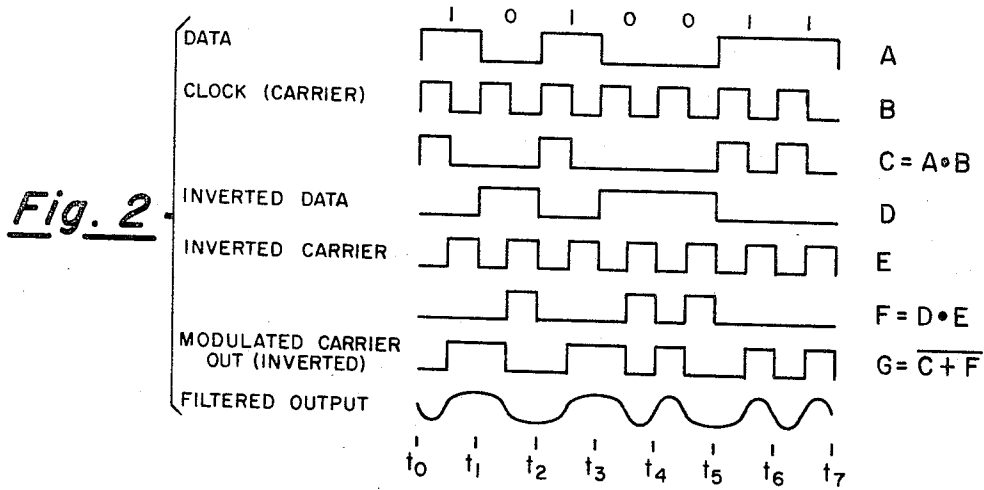 1 0 1 0 0 1 1
DATA A
CLOCK (CARRIER) B
C = A•B
Fig. 2
INVERTED DATA D
INVERTED CARRIER E
F = D•E
MODULATED CARRIER
OUT (INVERTED) G = \overline{C + F}
FILTERED OUTPUT
t0 t1 t2 t3 t4 t5 t6 t7